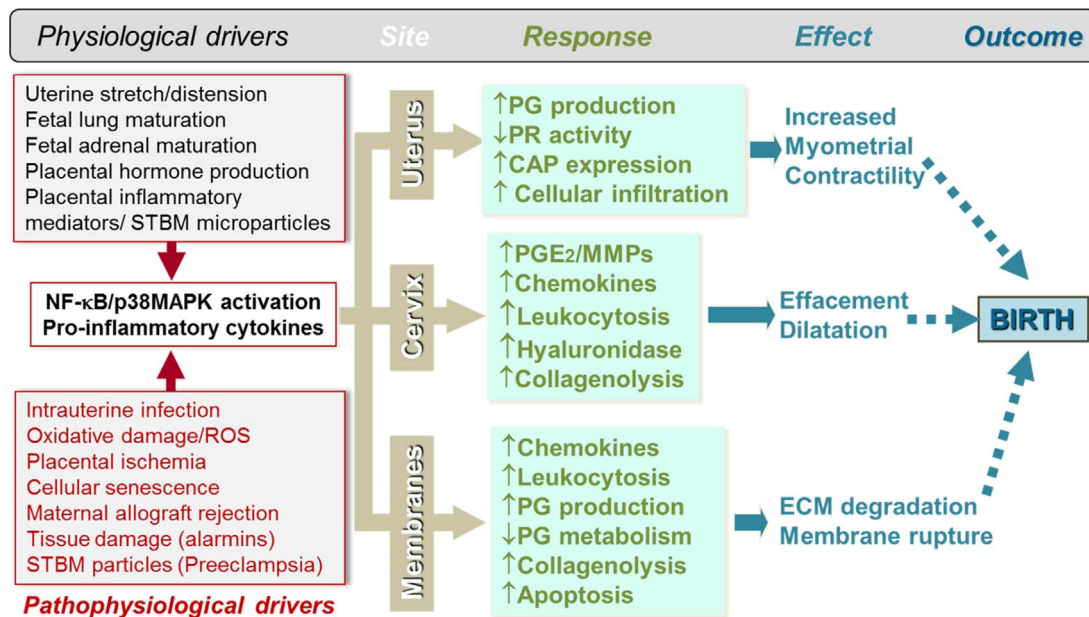 Physiological drivers
Site
Response
Effect
Outcome
Uterine stretch/distension
Fetal lung maturation
Fetal adrenal maturation
Placental hormone production
Placental inflammatory
mediators/ STBM microparticles
NF-κB/p38MAPK activation
Pro-inflammatory cytokines
Intrauterine infection
Oxidative damage/ROS
Placental ischemia
Cellular senescence
Maternal allograft rejection
Tissue damage (alarmins)
STBM particles (Preeclampsia)
Pathophysiological drivers
Uterus
↑PG production
↓PR activity
↑CAP expression
↑ Cellular infiltration
Increased
Myometrial
Contractility
Cervix
↑PGE2/MMPs
↑Chemokines
↑Leukocytosis
↑Hyaluronidase
↑Collagenolysis
Effacement
Dilatation
Membranes
↑Chemokines
↑Leukocytosis
↑PG production
↓PG metabolism
↑Collagenolysis
↑Apoptosis
ECM degradation
Membrane rupture
BIRTH